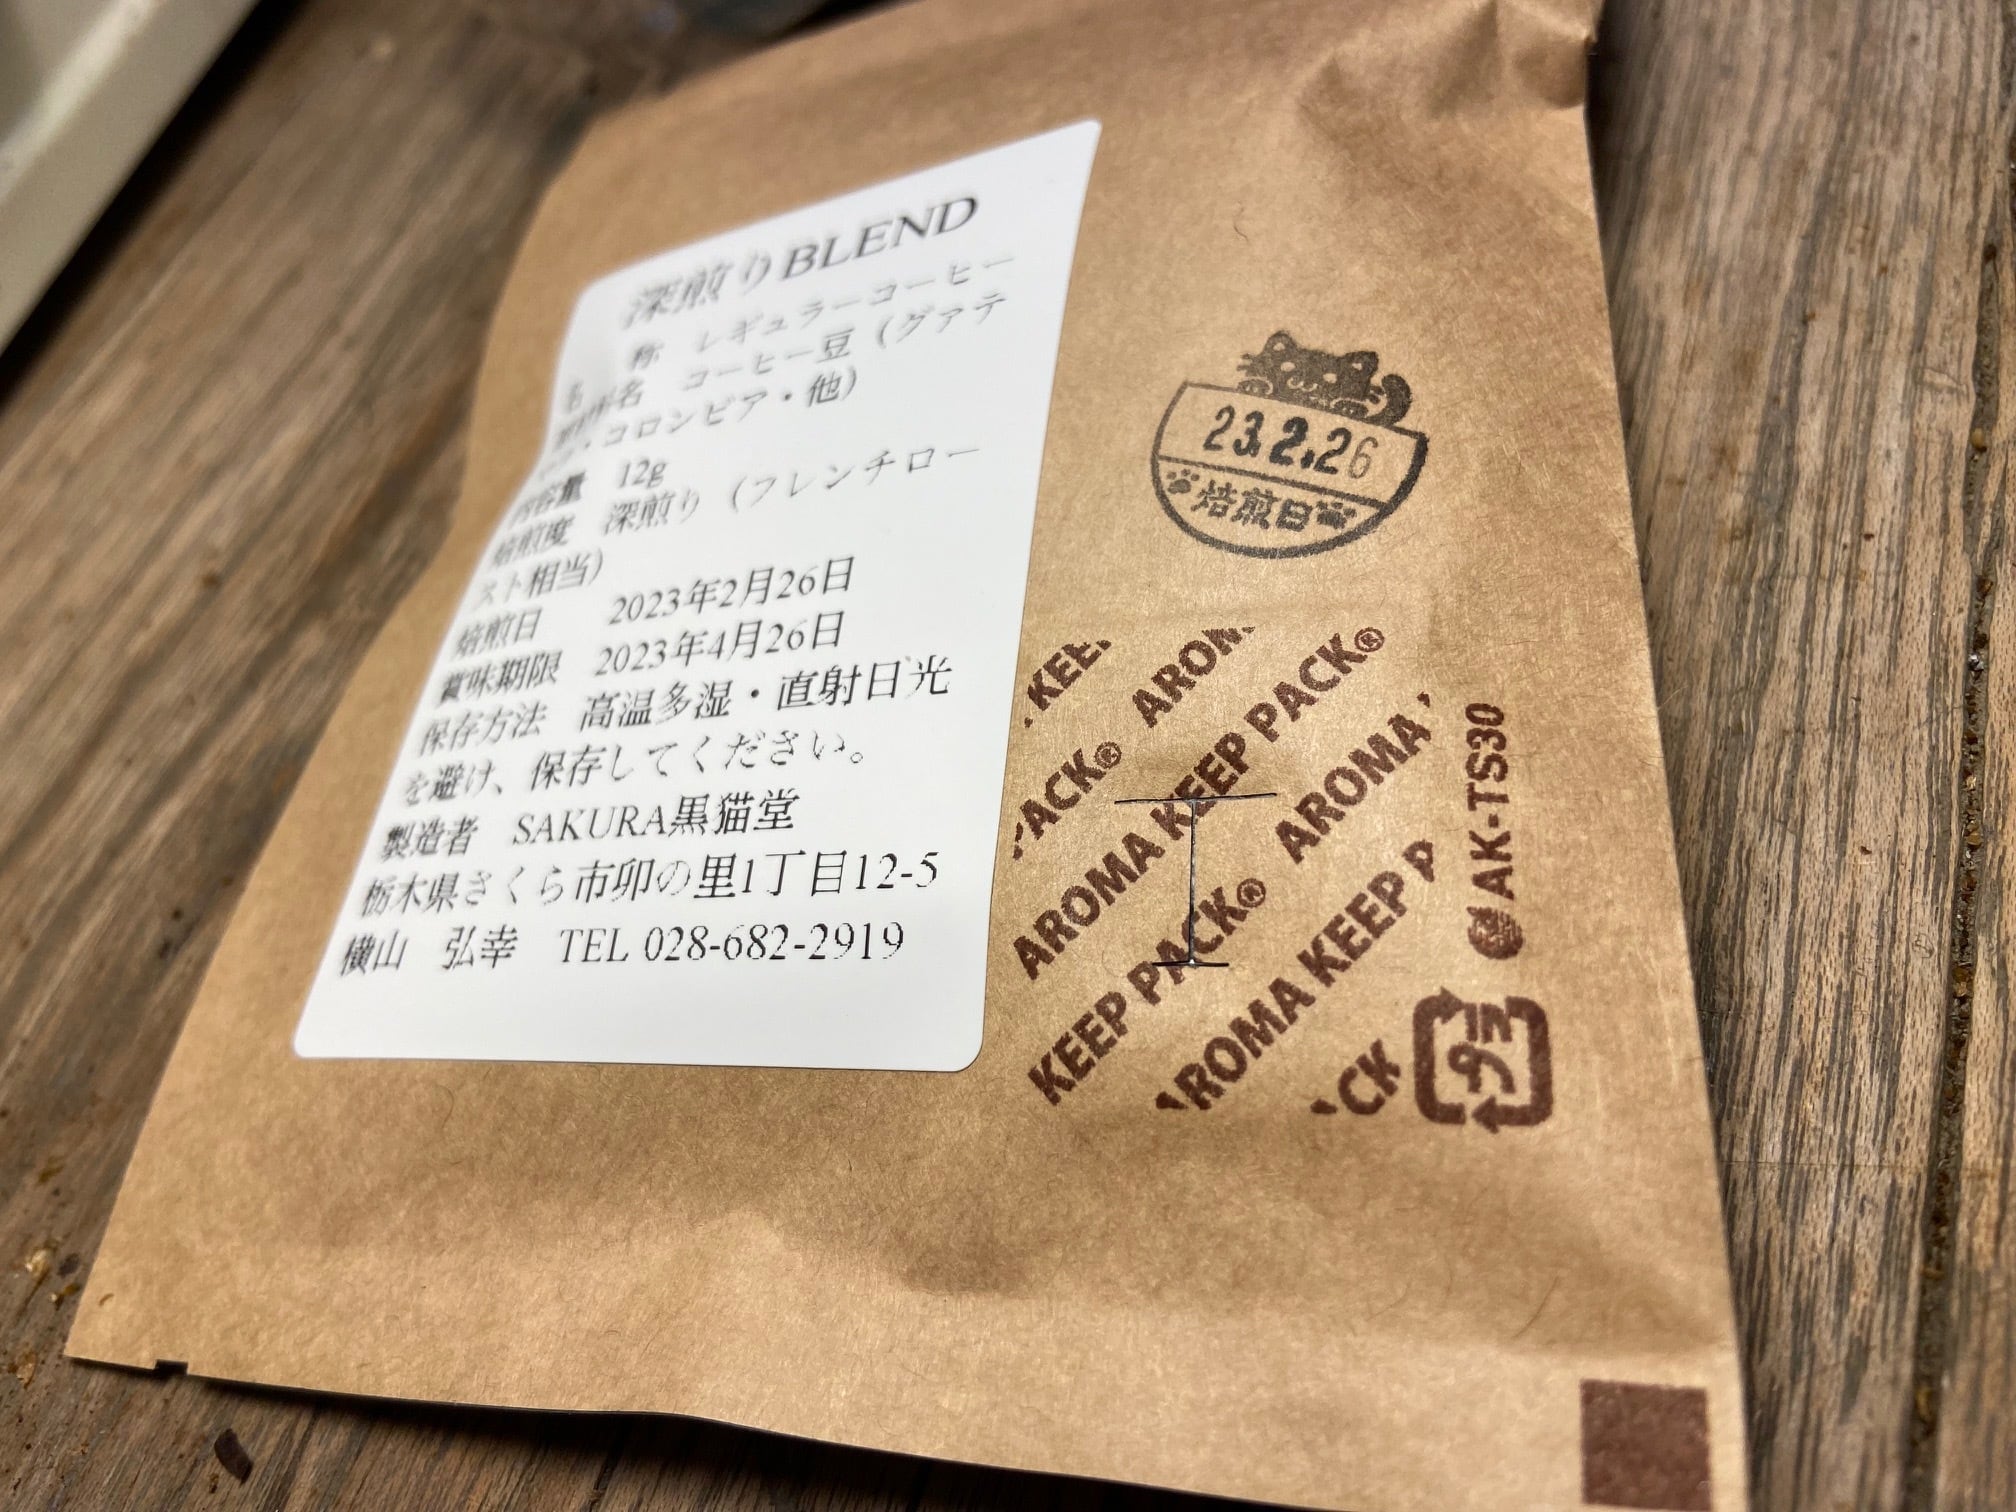 深煎りBLEND
名　称　レギュラーコーヒー
原材料名　コーヒー豆（グァテ
マラ・コロンビア・他）
内容量　12g
焙煎度　深煎り（フレンチロー
スト相当）
焙煎日　2023年2月26日
賞味期限　2023年4月26日
保存方法　高温多湿・直射日光
を避け、保存してください。
製造者　SAKURA黒猫堂
栃木県さくら市卯の里1丁目12-5
横山　弘幸　TEL 028-682-2919
23.2.26
焙煎日
KEEP
PACK® AROMA
AROMA KEEP PACK®
KEEP PACK® AROMA
AROMA KEEP P
ACK
AK-TS30
プラ